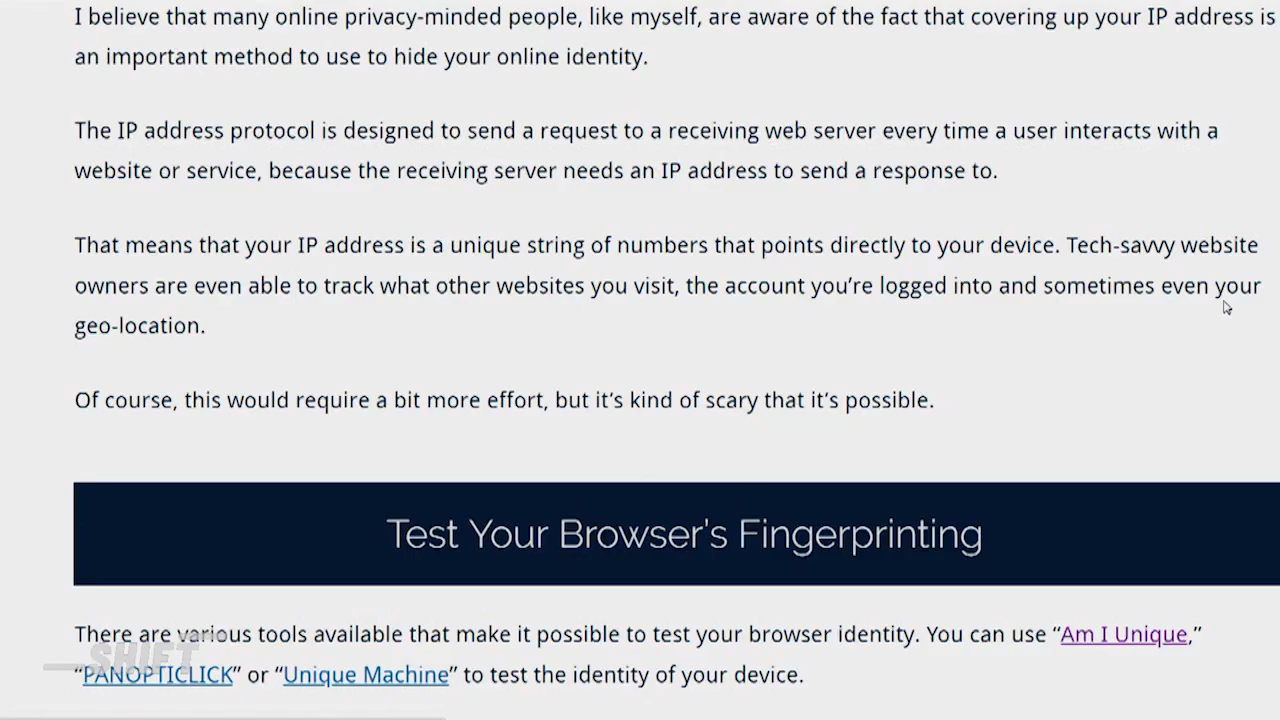 I believe that many online privacy-minded people, like myself, are aware of the fact that covering up your IP address is
an important method to use to hide your online identity.
The IP address protocol is designed to send a request to a receiving web server every time a user interacts with a
website or service, because the receiving server needs an IP address to send a response to.
That means that your IP address is a unique string of numbers that points directly to your device. Tech-savvy website
owners are even able to track what other websites you visit, the account you’re logged into and sometimes even your
geo-location.
Of course, this would require a bit more effort, but it’s kind of scary that it’s possible.
Test Your Browser’s Fingerprinting
There are various tools available that make it possible to test your browser identity. You can use “Am I Unique,”
“PANOPTICLICK” or “Unique Machine” to test the identity of your device.
SHIFT